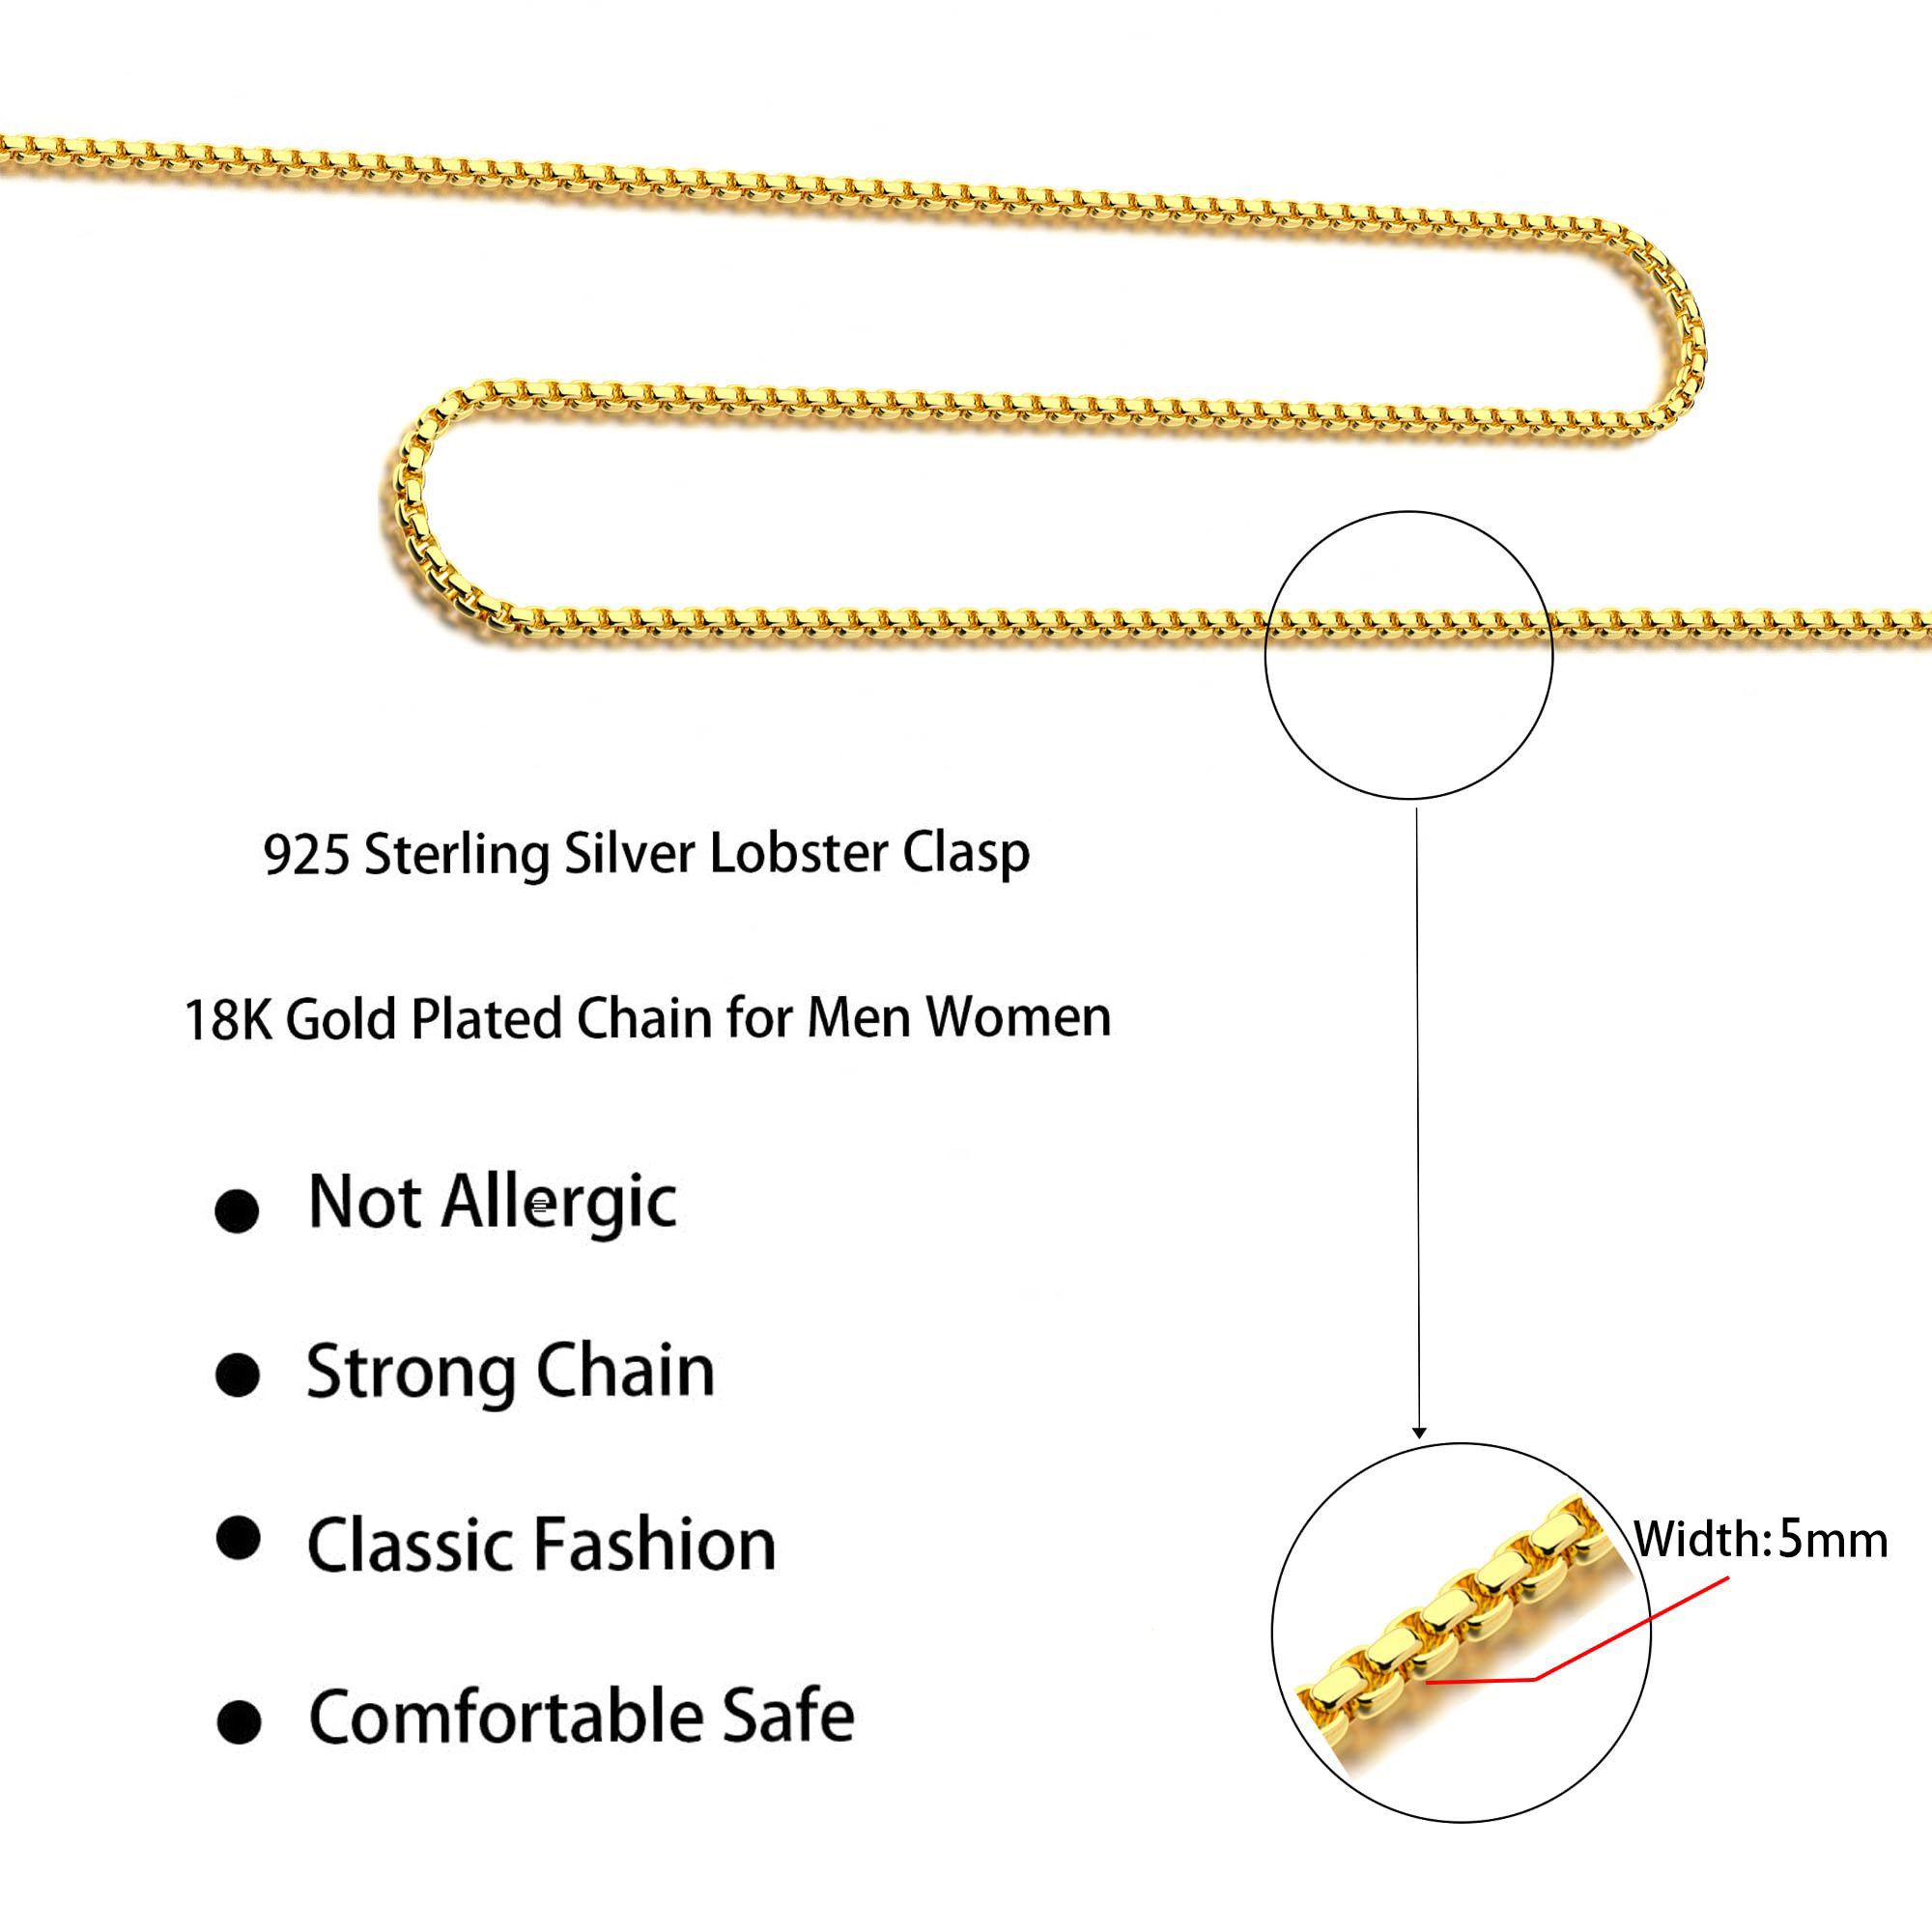 925 Sterling Silver Lobster Clasp
18K Gold Plated Chain for Men Women
● Not Allergic
● Strong Chain
● Classic Fashion
● Comfortable Safe
Width:5mm